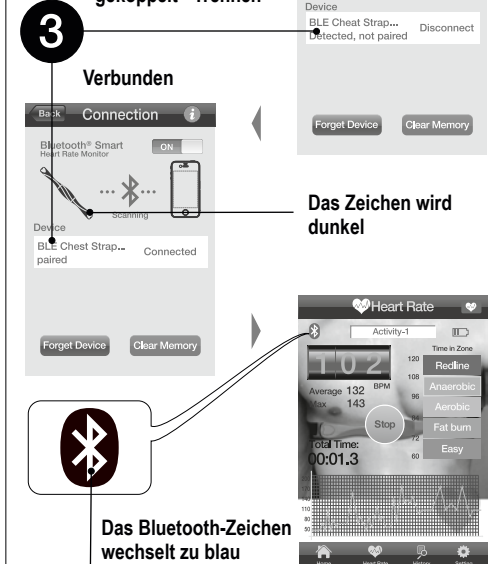 Device
BLE Cheat Strap...
Detected, not paired
Disconnect
Forget Device
Clear Memory
3
Verbunden
Back
Connection
i
Bluetooth® Smart
Heart Rate Monitor
ON
Scanning
Device
BLE Chest Strap...
paired
Connected
Forget Device
Clear Memory
Das Zeichen wird
dunkel
Heart Rate
Activity-1
Time in Zone
102
BPM
Average 132
Max 143
Stop
Total Time:
00:01.3
120
108
96
84
72
60
Redline
Anaerobic
Aerobic
Fat burn
Easy
140
110
80
50
Home
Heart Rate
History
Setting
Das Bluetooth-Zeichen
wechselt zu blau